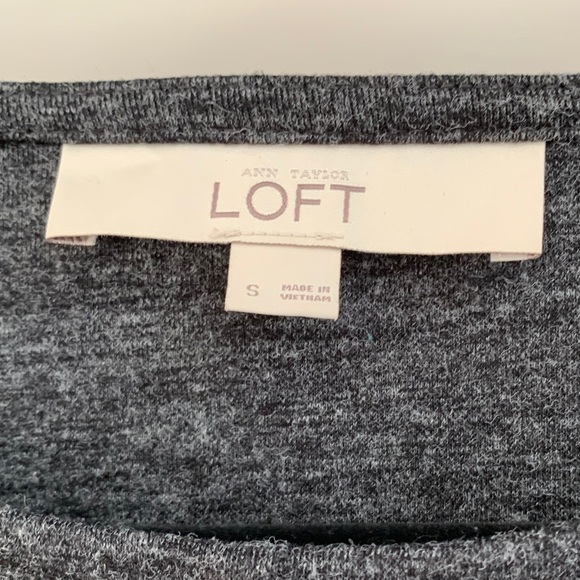 ANN TAYLOR
LOFT
S
MADE IN
VIETNAM